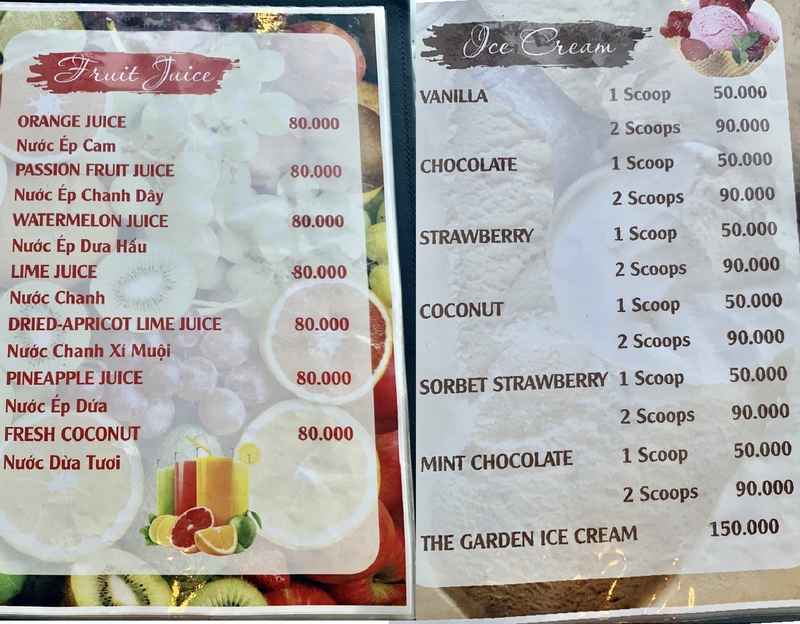 Fruit Juice
ORANGE JUICE 80.000
Nước Ép Cam
PASSION FRUIT JUICE 80.000
Nước Ép Chanh Dây
WATERMELON JUICE 80.000
Nước Ép Dưa Hấu
LIME JUICE 80.000
Nước Chanh
DRIED-APRICOT LIME JUICE 80.000
Nước Chanh Xí Muội
PINEAPPLE JUICE 80.000
Nước Ép Dứa
FRESH COCONUT 80.000
Nước Dừa Tươi
Ice Cream
VANILLA 1 Scoop 50.000
2 Scoops 90.000
CHOCOLATE 1 Scoop 50.000
2 Scoops 90.000
STRAWBERRY 1 Scoop 50.000
2 Scoops 90.000
COCONUT 1 Scoop 50.000
2 Scoops 90.000
SORBET STRAWBERRY 1 Scoop 50.000
2 Scoops 90.000
MINT CHOCOLATE 1 Scoop 50.000
2 Scoops 90.000
THE GARDEN ICE CREAM 150.000